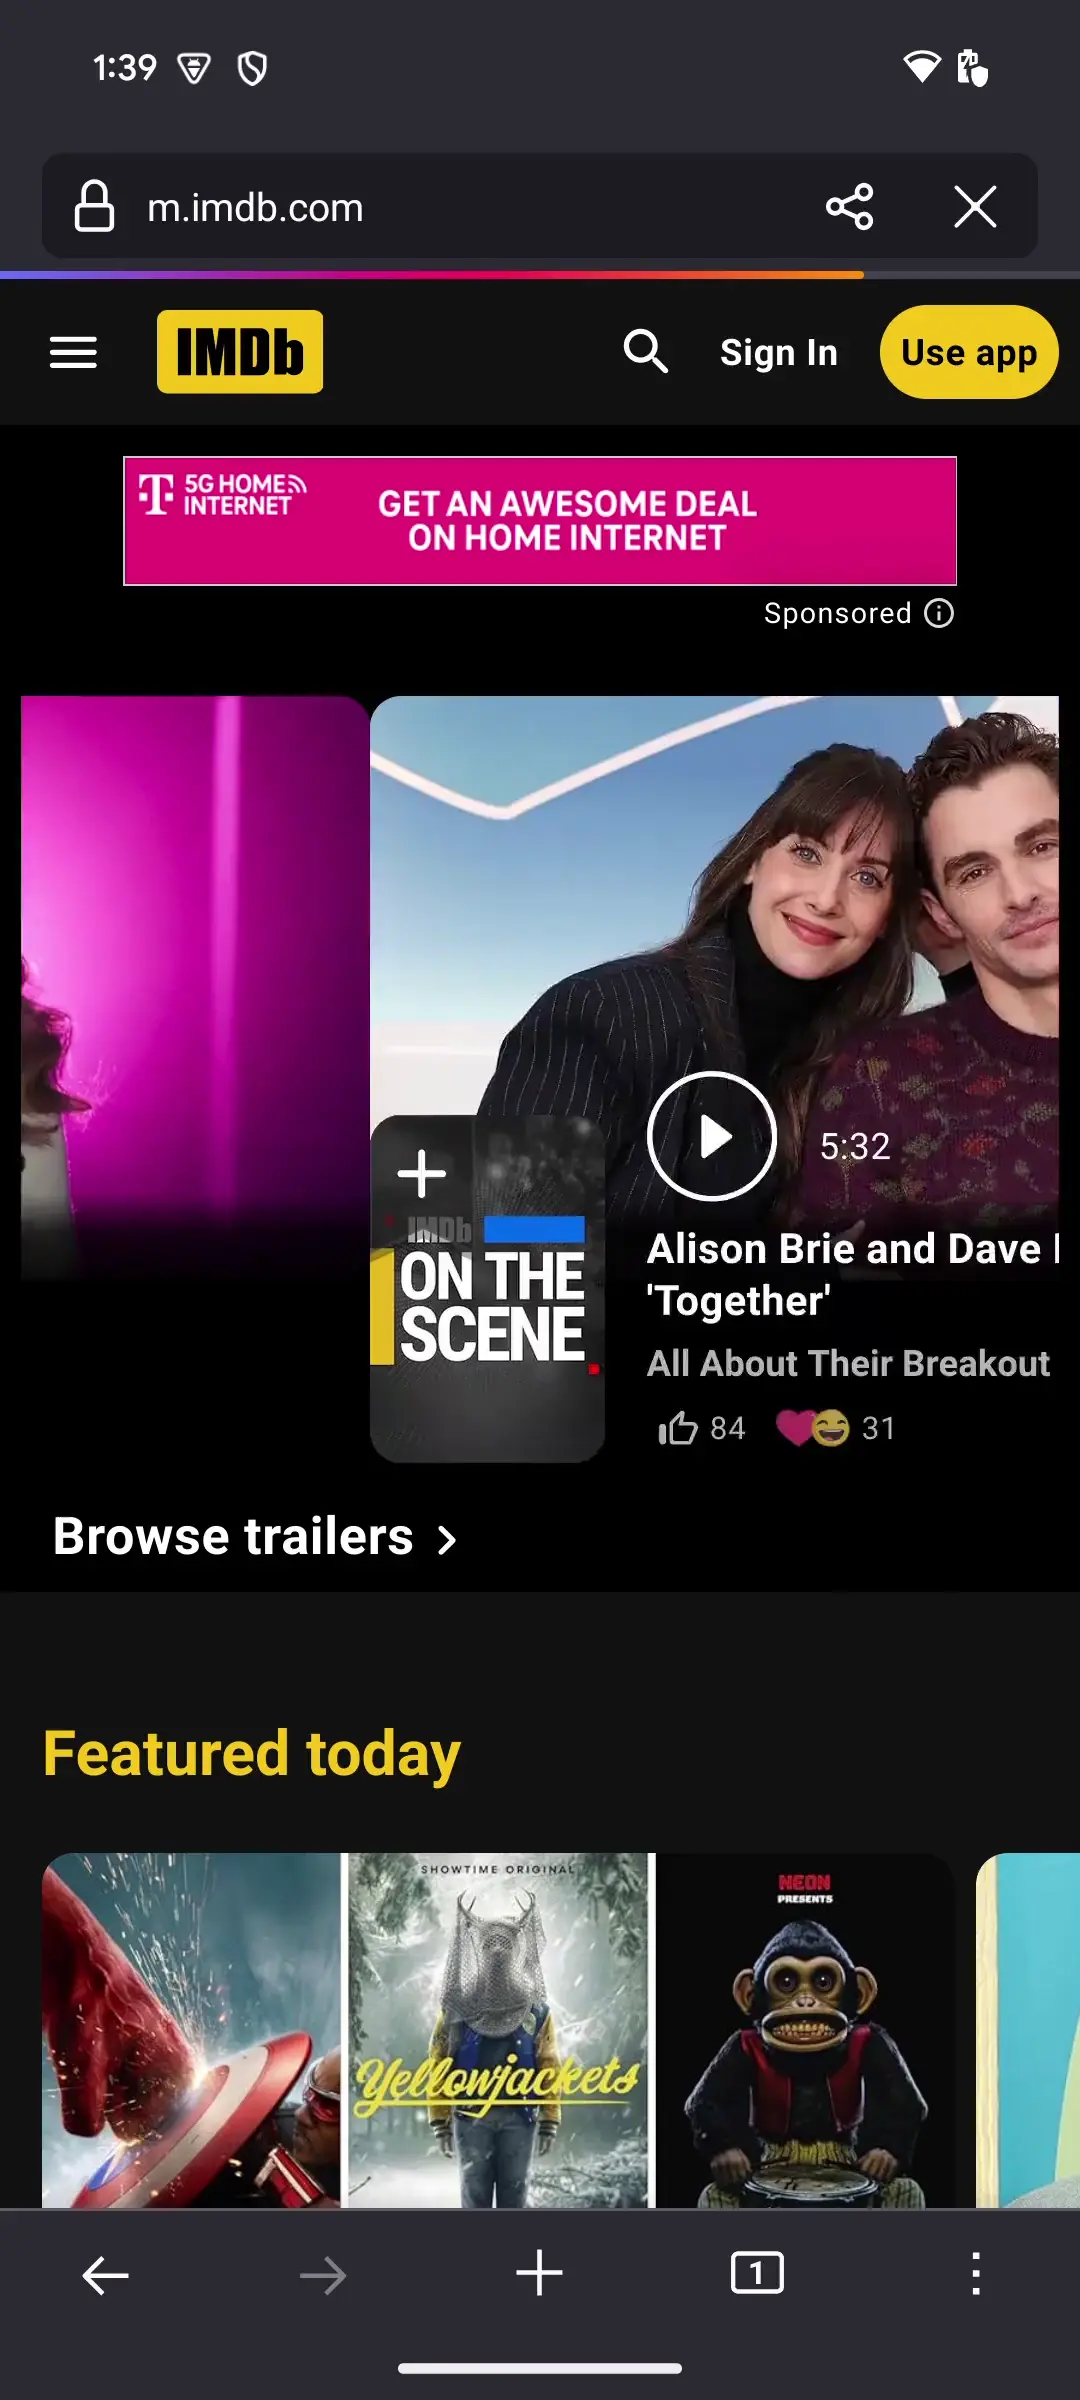 1:39
m.imdb.com
IMDb
Sign In
Use app
5G HOME
INTERNET
GET AN AWESOME DEAL
ON HOME INTERNET
Sponsored
5:32
IMDb
ON THE
SCENE
Alison Brie and Dave
'Together'
All About Their Breakout
84
31
Browse trailers
Featured today
SHOWTIME ORIGINAL
Yellowjackets
NEON
PRESENTS
1